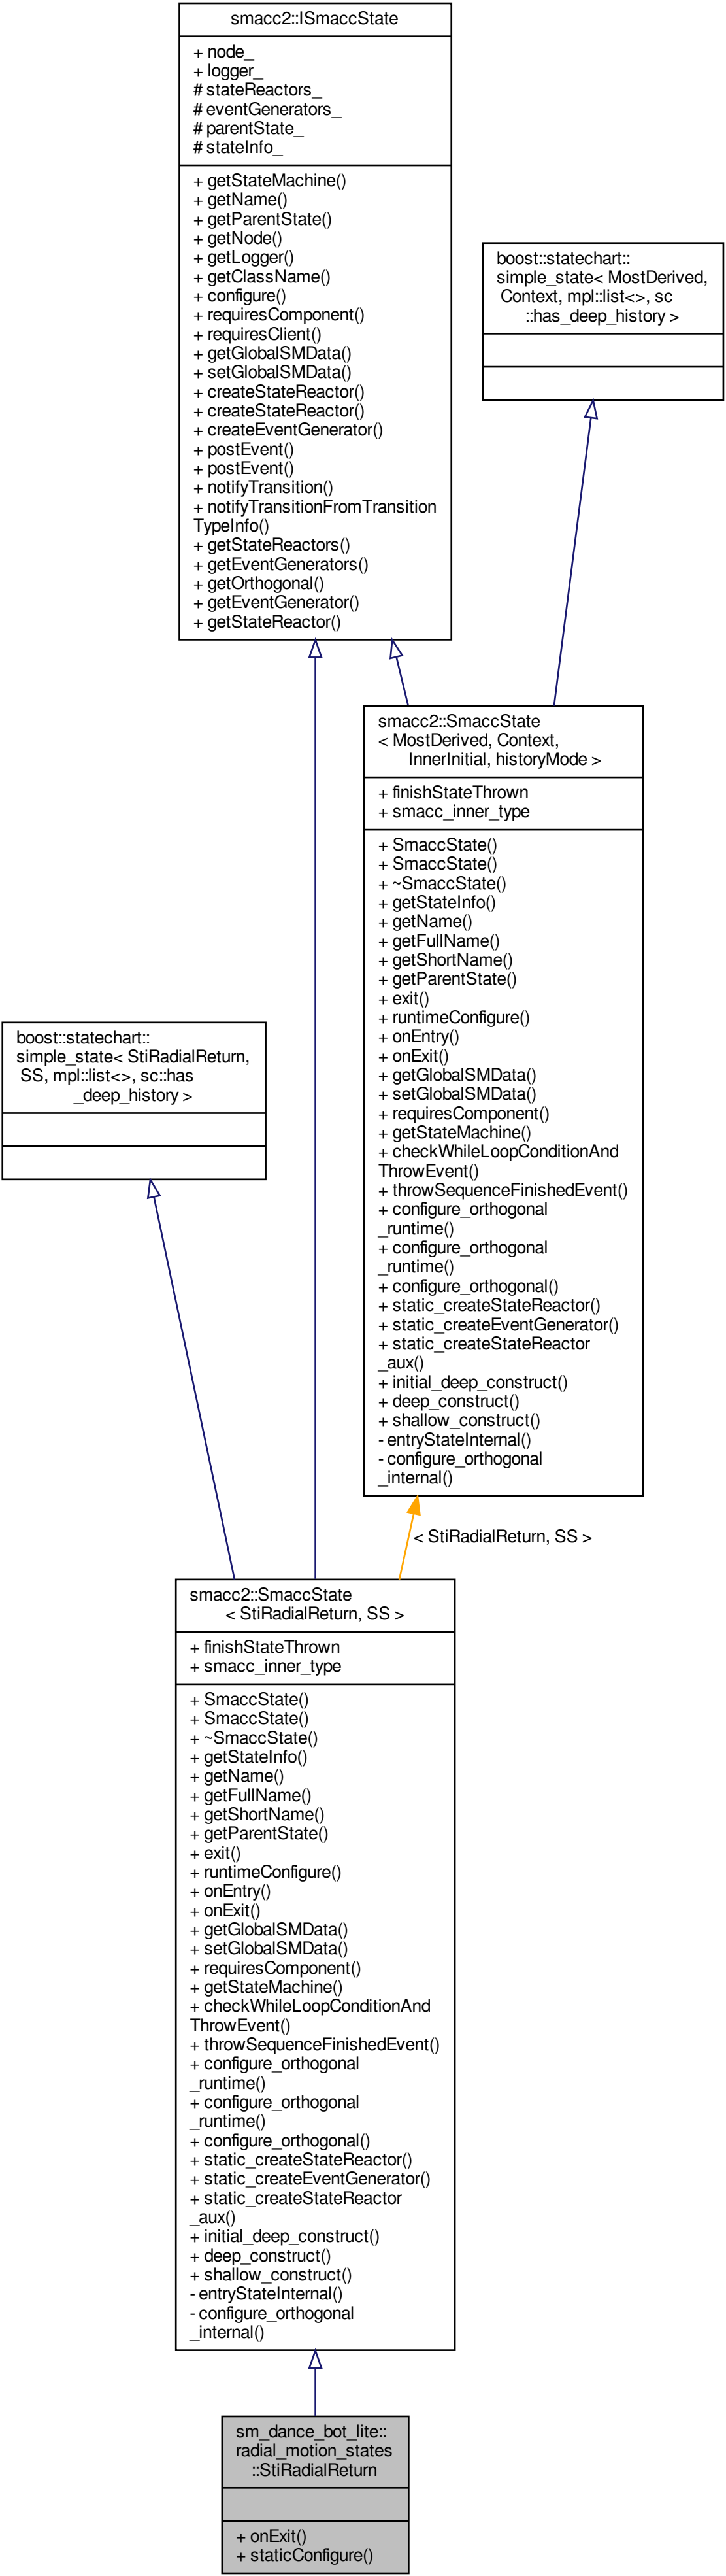 smacc2::ISmaccState
+ node_
+ logger_
# stateReactors_
# eventGenerators_
# parentState_
# stateInfo_
+ getStateMachine()
+ getName()
+ getParentState()
+ getNode()
+ getLogger()
+ getClassName()
+ configure()
+ requiresComponent()
+ requiresClient()
+ getGlobalSMData()
+ setGlobalSMData()
+ createStateReactor()
+ createStateReactor()
+ createEventGenerator()
+ postEvent()
+ postEvent()
+ notifyTransition()
+ notifyTransitionFromTransition
TypeInfo()
+ getStateReactors()
+ getEventGenerators()
+ getOrthogonal()
+ getEventGenerator()
+ getStateReactor()
boost::statechart::
simple_state< MostDerived,
Context, mpl::list<>, sc
::has_deep_history >
smacc2::SmaccState
< MostDerived, Context,
InnerInitial, historyMode >
+ finishStateThrown
+ smacc_inner_type
+ SmaccState()
+ SmaccState()
+ ~SmaccState()
+ getStateInfo()
+ getName()
+ getFullName()
+ getShortName()
+ getParentState()
+ exit()
+ runtimeConfigure()
+ onEntry()
+ onExit()
+ getGlobalSMData()
+ setGlobalSMData()
+ requiresComponent()
+ getStateMachine()
+ checkWhileLoopConditionAnd
ThrowEvent()
+ throwSequenceFinishedEvent()
+ configure_orthogonal
_runtime()
+ configure_orthogonal
_runtime()
+ configure_orthogonal()
+ static_createStateReactor()
+ static_createEventGenerator()
+ static_createStateReactor
_aux()
+ initial_deep_construct()
+ deep_construct()
+ shallow_construct()
- entryStateInternal()
- configure_orthogonal
_internal()
boost::statechart::
simple_state< StiRadialReturn,
SS, mpl::list<>, sc::has
_deep_history >
< StiRadialReturn, SS >
smacc2::SmaccState
< StiRadialReturn, SS >
+ finishStateThrown
+ smacc_inner_type
+ SmaccState()
+ SmaccState()
+ ~SmaccState()
+ getStateInfo()
+ getName()
+ getFullName()
+ getShortName()
+ getParentState()
+ exit()
+ runtimeConfigure()
+ onEntry()
+ onExit()
+ getGlobalSMData()
+ setGlobalSMData()
+ requiresComponent()
+ getStateMachine()
+ checkWhileLoopConditionAnd
ThrowEvent()
+ throwSequenceFinishedEvent()
+ configure_orthogonal
_runtime()
+ configure_orthogonal
_runtime()
+ configure_orthogonal()
+ static_createStateReactor()
+ static_createEventGenerator()
+ static_createStateReactor
_aux()
+ initial_deep_construct()
+ deep_construct()
+ shallow_construct()
- entryStateInternal()
- configure_orthogonal
_internal()
sm_dance_bot_lite::
radial_motion_states
::StiRadialReturn
+ onExit()
+ staticConfigure()